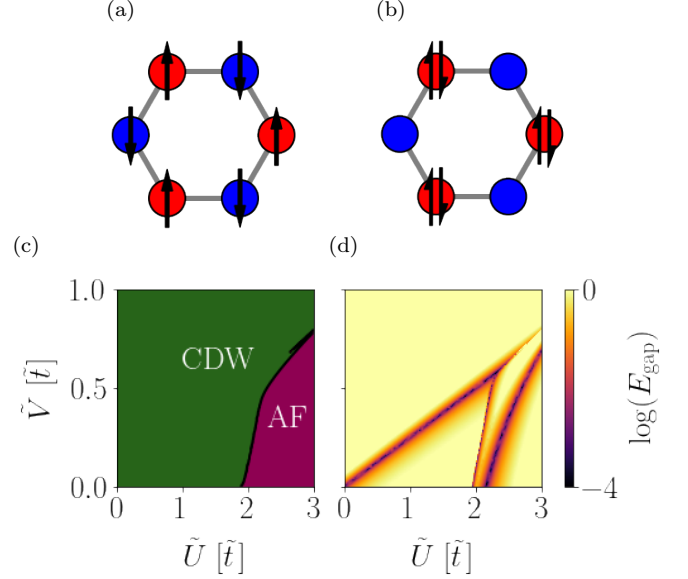 (a) (b)
(c) (d)
1.0
0.5
0.0
Ṽ [t̃]
CDW
AF
0 1 2 3
Ũ [t̃]
0 1 2 3
Ũ [t̃]
0
−4
log(E_gap)